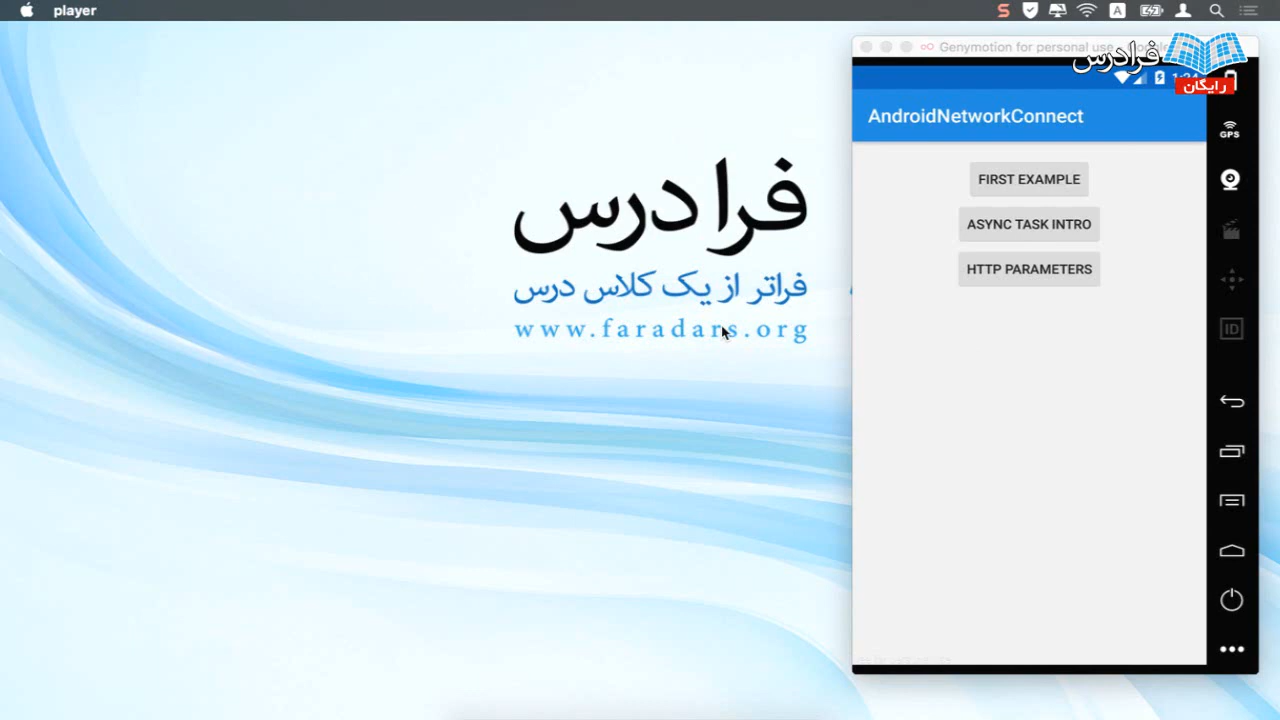 player
S
A
Genymotion for personal use
فرادرس
رایگان
AndroidNetworkConnect
GPS
FIRST EXAMPLE
ASYNC TASK INTRO
HTTP PARAMETERS
ID
فرادرس
فراتر از یک کلاس درس
www.faradars.org